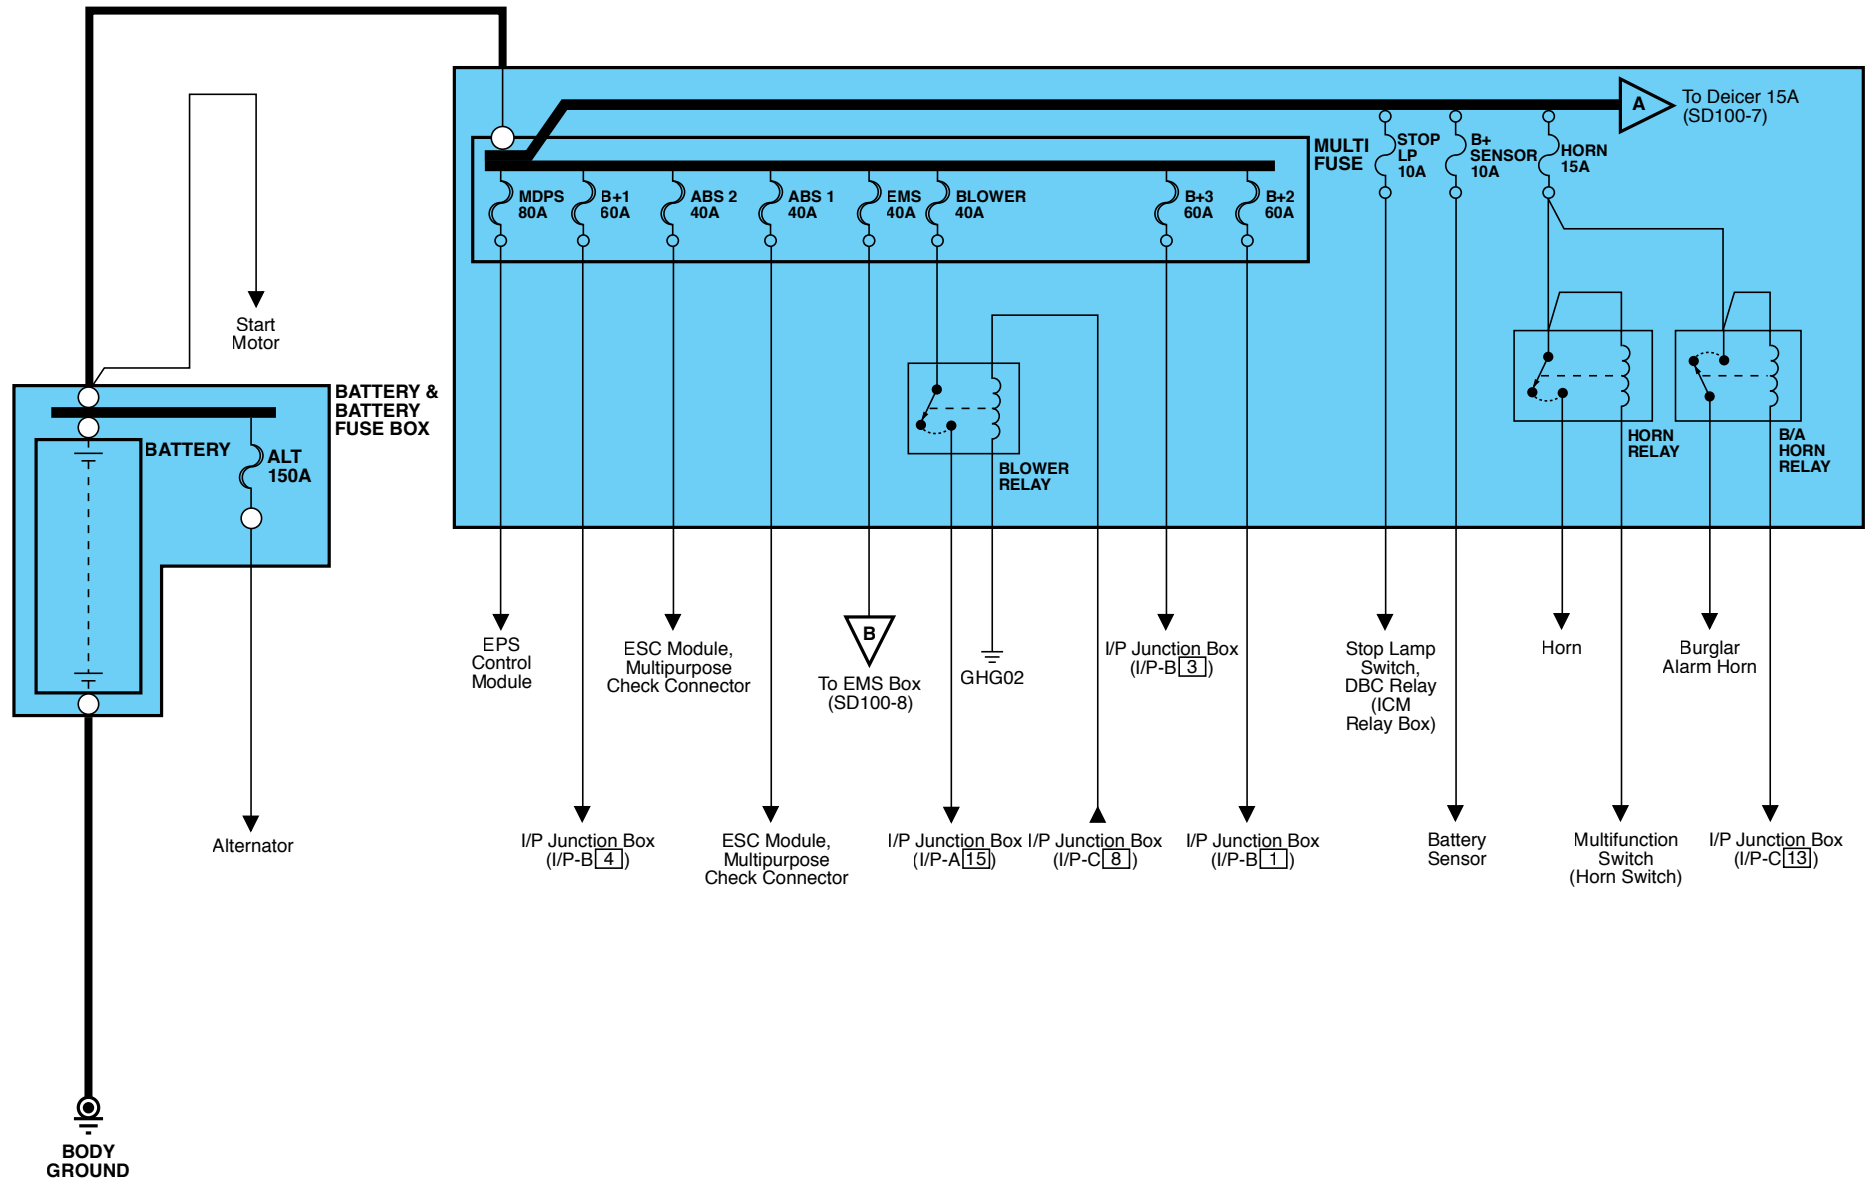 A
To Deicer 15A
(SD100-7)
MULTI
FUSE
STOP
LP
10A
B+
SENSOR
10A
HORN
15A
MDPS
80A
B+1
60A
ABS 2
40A
ABS 1
40A
EMS
40A
BLOWER
40A
B+3
60A
B+2
60A
Start
Motor
BATTERY &
BATTERY
FUSE BOX
BATTERY
ALT
150A
BLOWER
RELAY
HORN
RELAY
B/A
HORN
RELAY
EPS
Control
Module
ESC Module,
Multipurpose
Check Connector
B
To EMS Box
(SD100-8)
GHG02
I/P Junction Box
(I/P-B 3)
Stop Lamp
Switch,
DBC Relay
(ICM
Relay Box)
Horn
Burglar
Alarm Horn
Alternator
I/P Junction Box
(I/P-B 4)
ESC Module,
Multipurpose
Check Connector
I/P Junction Box
(I/P-A 15)
I/P Junction Box
(I/P-C 8)
I/P Junction Box
(I/P-B 1)
Battery
Sensor
Multifunction
Switch
(Horn Switch)
I/P Junction Box
(I/P-C 13)
BODY
GROUND